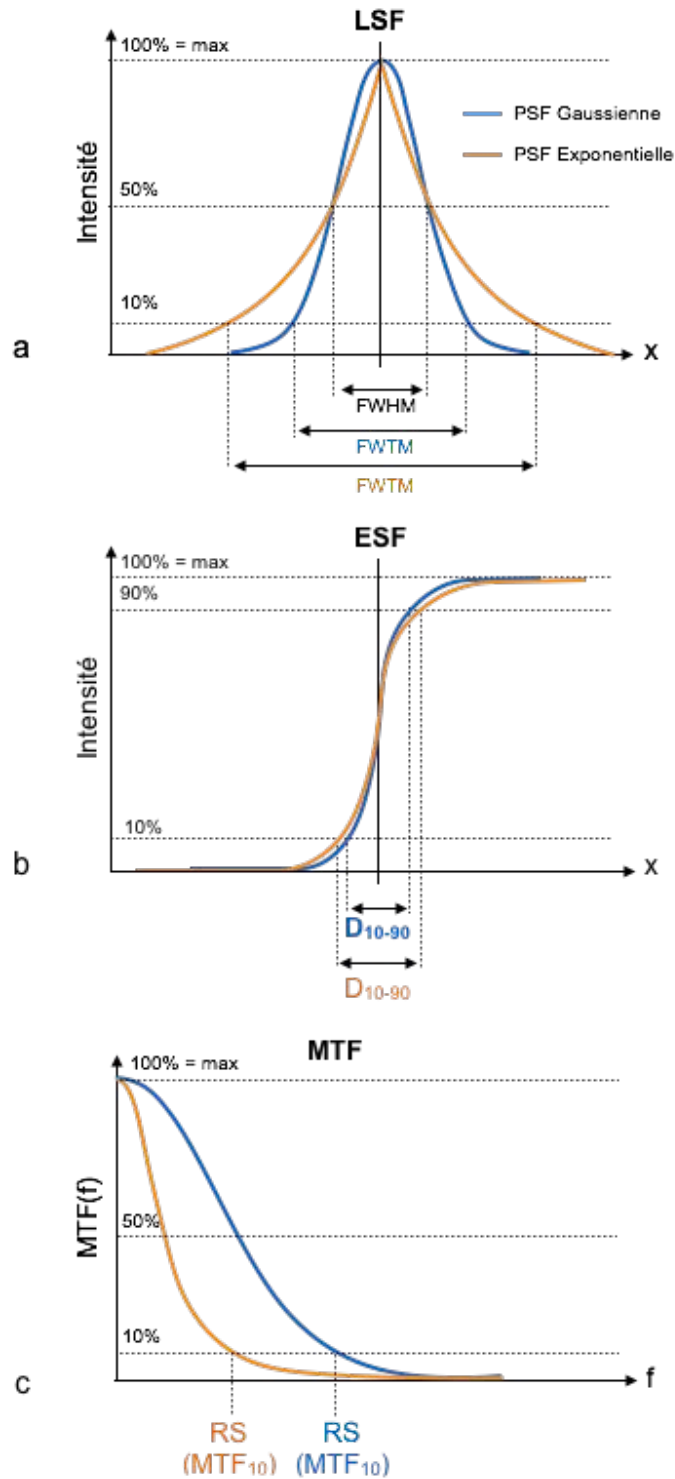 LSF
100% = max
PSF Gaussienne
PSF Exponentielle
50%
Intensité
10%
a
x
FWHM
FWTM
FWTM
ESF
100% = max
90%
Intensité
10%
b
x
D10-90
D10-90
MTF
100% = max
MTF(f)
50%
10%
c
f
RS RS
(MTF10) (MTF10)